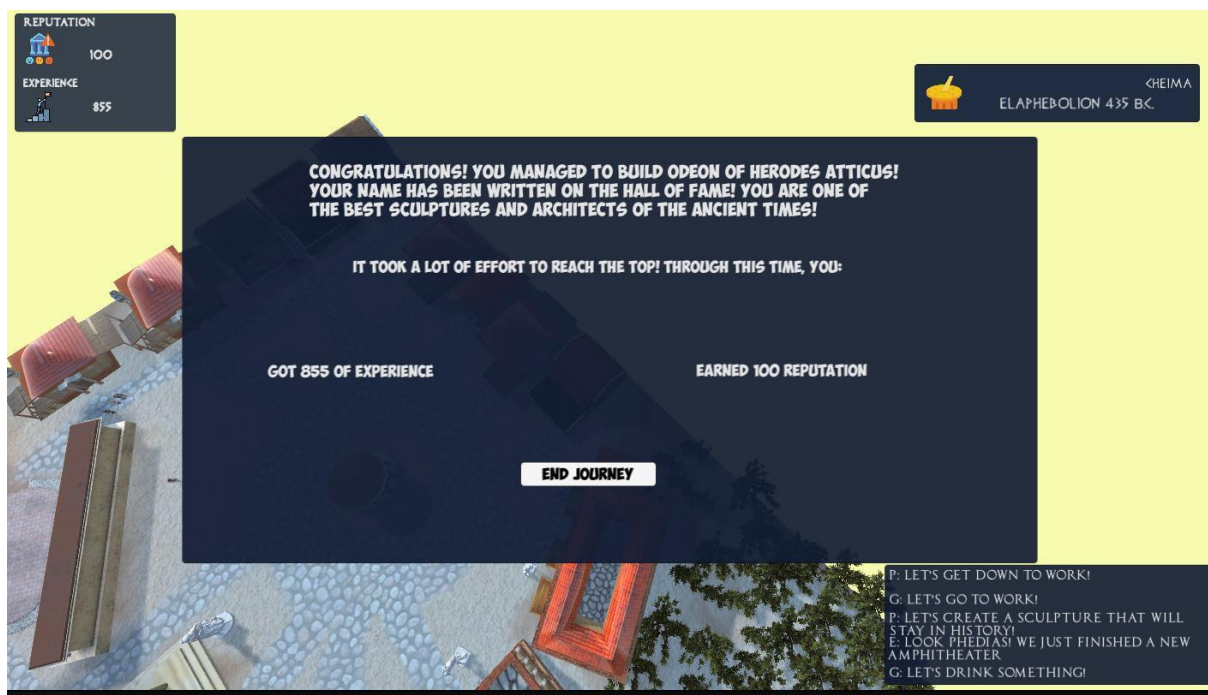 REPUTATION
100
EXPERIENCE
855
<HEIMA
ELAPHEBOLION 435 B.C.
CONGRATULATIONS! YOU MANAGED TO BUILD ODEON OF HERODES ATTICUS!
YOUR NAME HAS BEEN WRITTEN ON THE HALL OF FAME! YOU ARE ONE OF
THE BEST SCULPTURES AND ARCHITECTS OF THE ANCIENT TIMES!
IT TOOK A LOT OF EFFORT TO REACH THE TOP! THROUGH THIS TIME, YOU:
GOT 855 OF EXPERIENCE
EARNED 100 REPUTATION
END JOURNEY
P: LET'S GET DOWN TO WORK!
G: LET'S GO TO WORK!
P: LET'S CREATE A SCULPTURE THAT WILL
STAY IN HISTORY!
E: LOOK PHEDIAS! WE JUST FINISHED A NEW
AMPHITHEATER
G: LET'S DRINK SOMETHING!